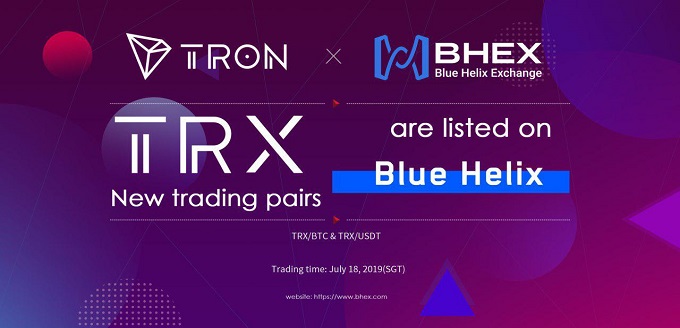 TRON × BHEX
Blue Helix Exchange
TRX
New trading pairs
are listed on
Blue Helix
TRX/BTC & TRX/USDT
Trading time: July 18, 2019(SGT)
website: https://www.bhex.com